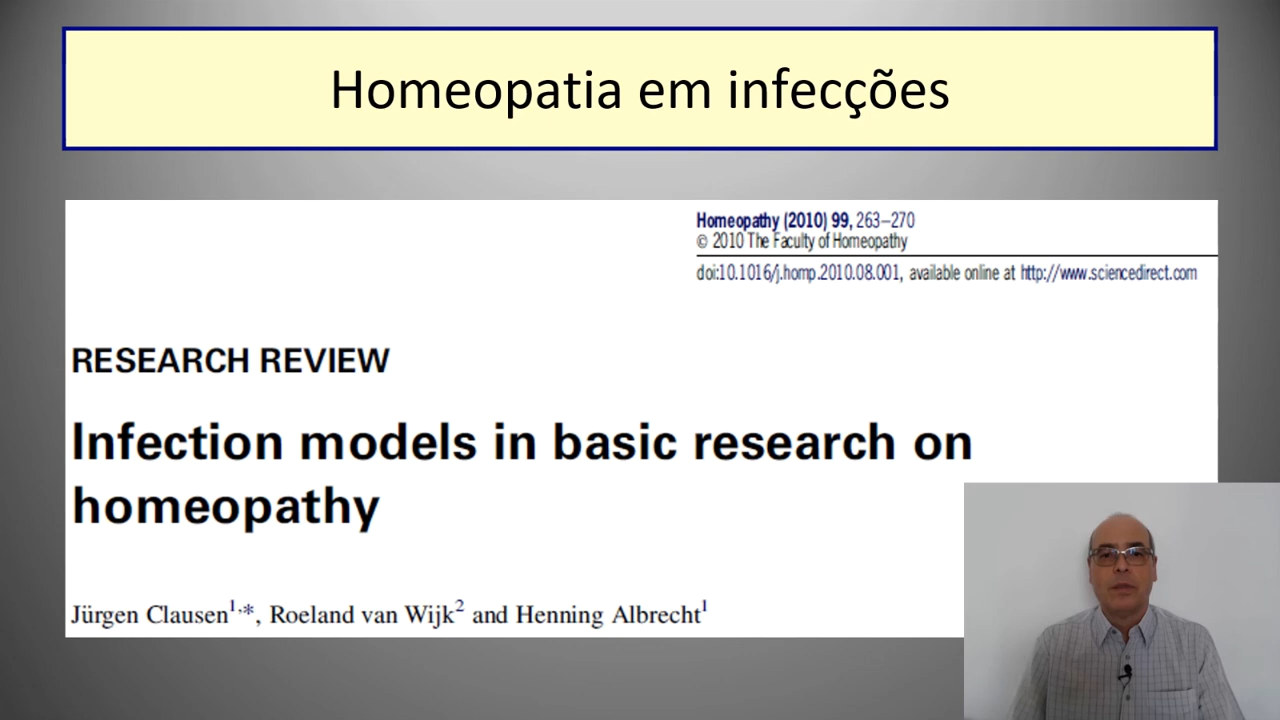 Homeopatia em infecções
Homeopathy (2010) 99, 263–270
© 2010 The Faculty of Homeopathy
doi:10.1016/j.homp.2010.08.001, available online at http://www.sciencedirect.com
RESEARCH REVIEW
Infection models in basic research on
homeopathy
Jürgen Clausen1,*, Roeland van Wijk2 and Henning Albrecht1